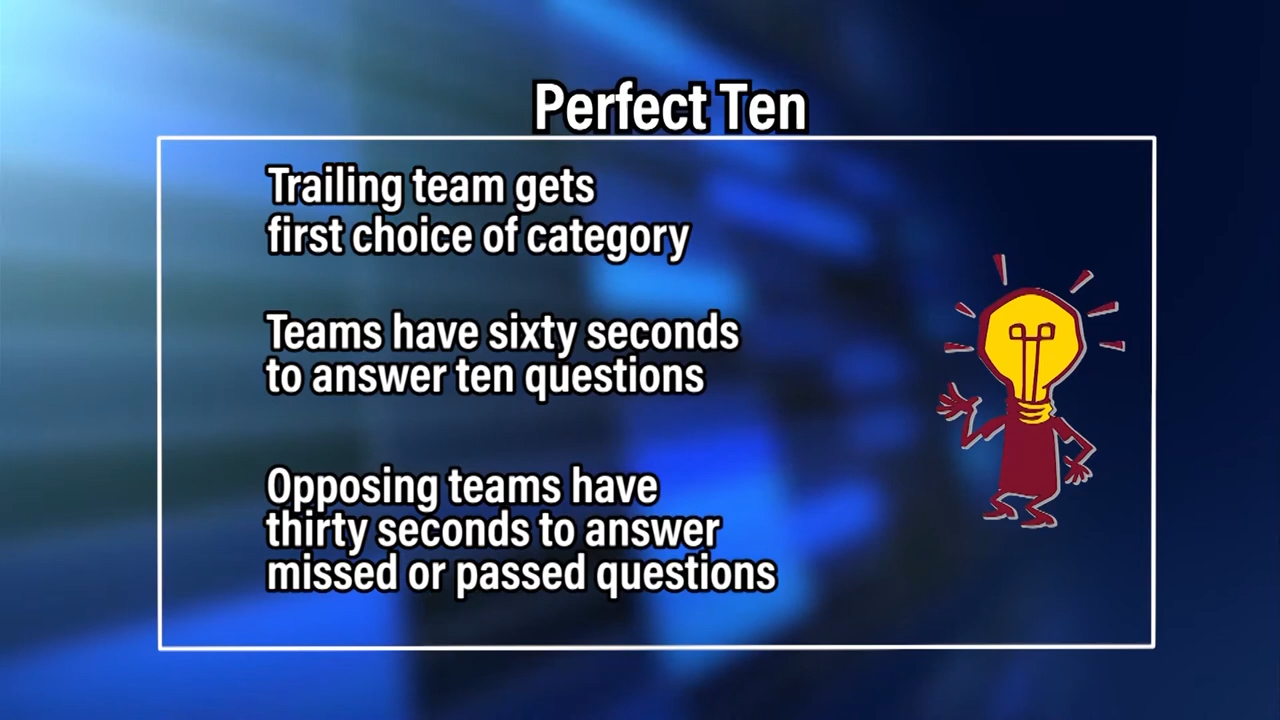 Perfect Ten
Trailing team gets
first choice of category
Teams have sixty seconds
to answer ten questions
Opposing teams have
thirty seconds to answer
missed or passed questions